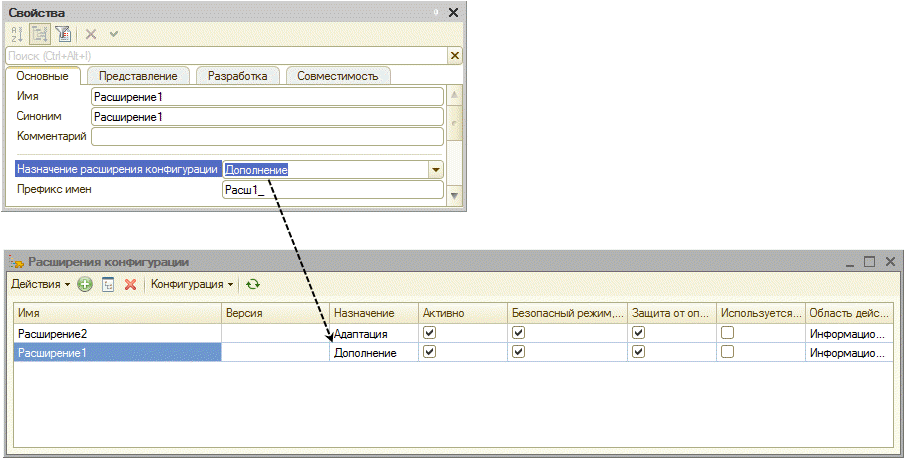 Свойства
Поиск (Ctrl+Alt+I)
Основные Представление Разработка Совместимость
Имя Расширение1
Синоним Расширение1
Комментарий
Назначение расширения конфигурации Дополнение
Префикс имен Расш1_
Расширения конфигурации
Действия Конфигурация
Имя Версия Назначение Активно Безопасный режим,... Защита от оп... Используется... Область дейс...
Расширение2 Адаптация Информацио...
Расширение1 Дополнение Информацио...